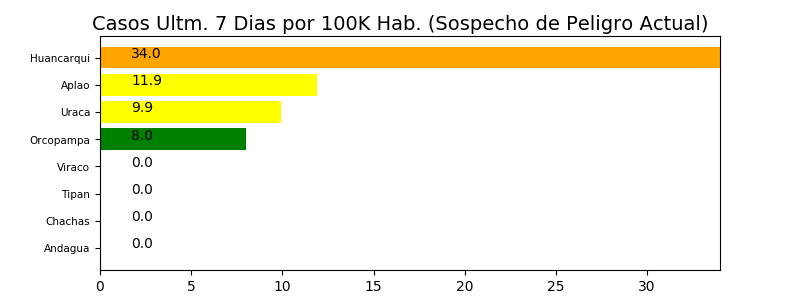 Casos Ultm. 7 Dias por 100K Hab. (Sospecho de Peligro Actual)
Huancarqui 34.0
Aplao 11.9
Uraca 9.9
Orcopampa 8.0
Viraco 0.0
Tipan 0.0
Chachas 0.0
Andagua 0.0
0 5 10 15 20 25 30